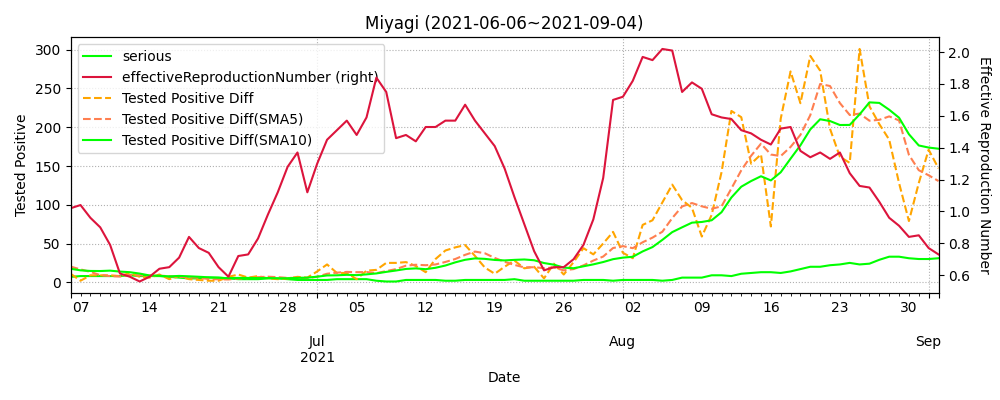 Miyagi (2021-06-06~2021-09-04)
serious
effectiveReproductionNumber (right)
Tested Positive Diff
Tested Positive Diff(SMA5)
Tested Positive Diff(SMA10)
Tested Positive
300
250
200
150
100
50
0
2.0
1.8
1.6
1.4
1.2
1.0
0.8
0.6
Effective Reproduction Number
07 14 21 28 05 12 19 26 02 09 16 23 30
Jul Aug Sep
2021
Date